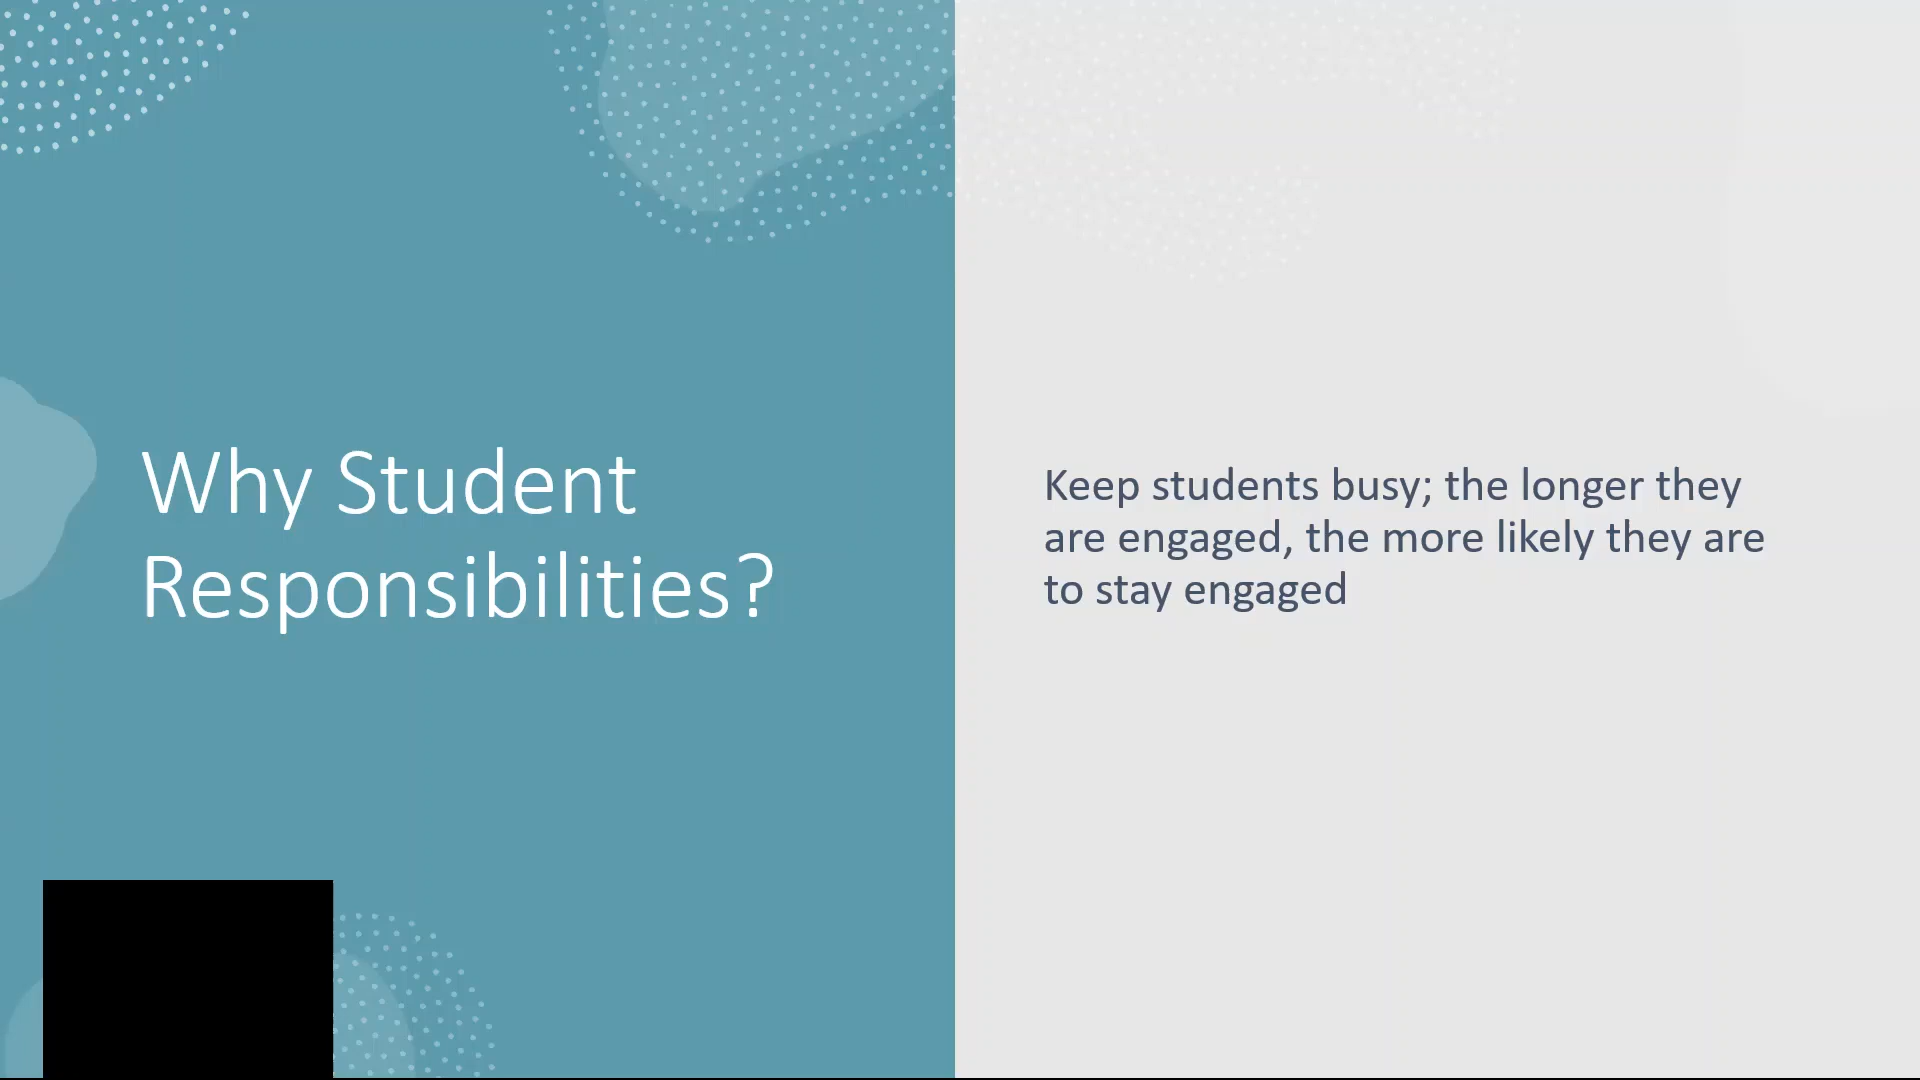 Why Student
Responsibilities?
Keep students busy; the longer they
are engaged, the more likely they are
to stay engaged